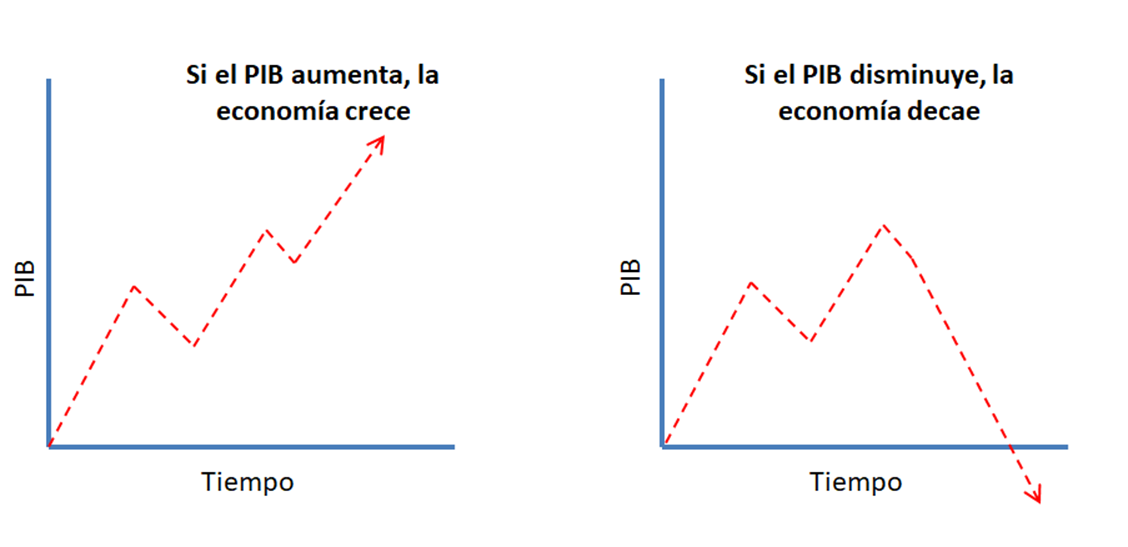 Si el PIB aumenta, la
economía crece
PIB
Tiempo
Si el PIB disminuye, la
economía decae
PIB
Tiempo